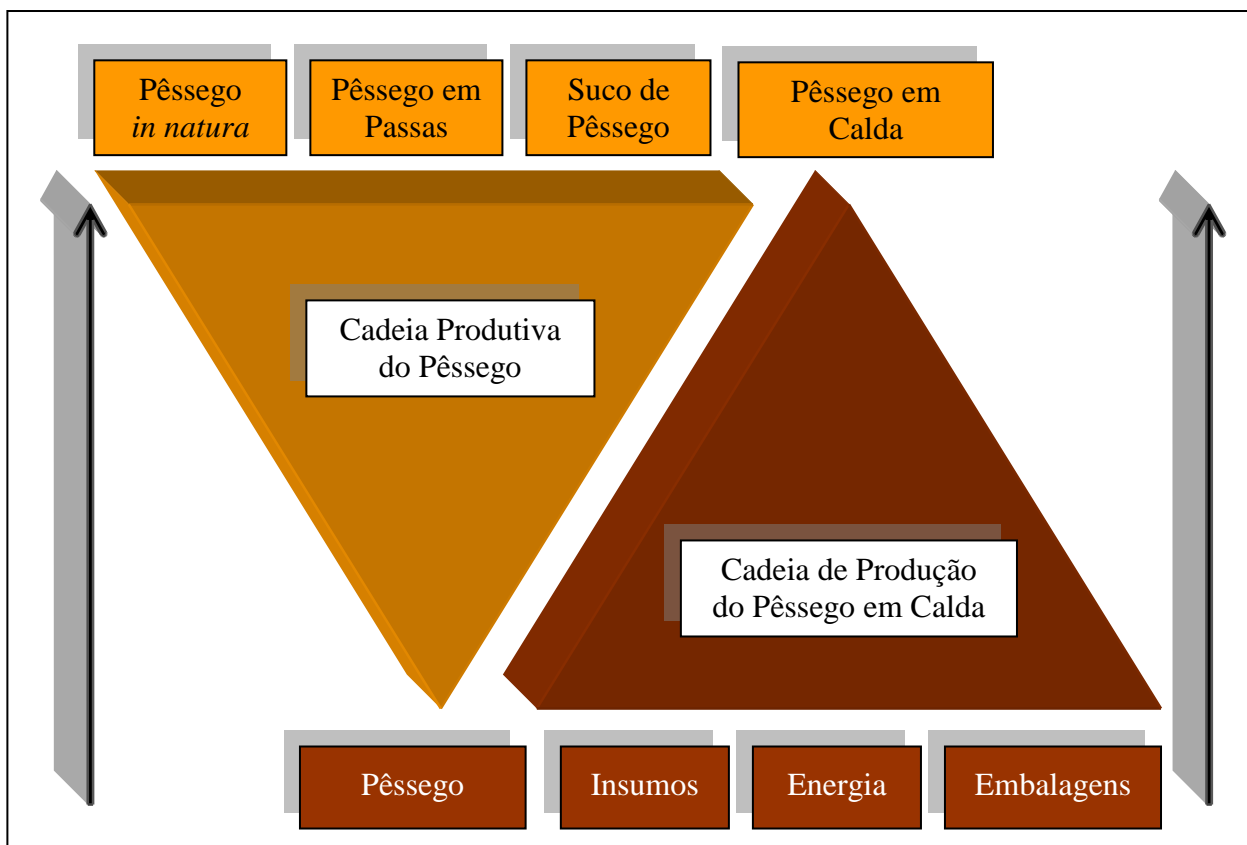 Pêssego
in natura
Pêssego em
Passas
Suco de
Pêssego
Pêssego em
Calda
Cadeia Produtiva
do Pêssego
Cadeia de Produção
do Pêssego em Calda
Pêssego
Insumos
Energia
Embalagens